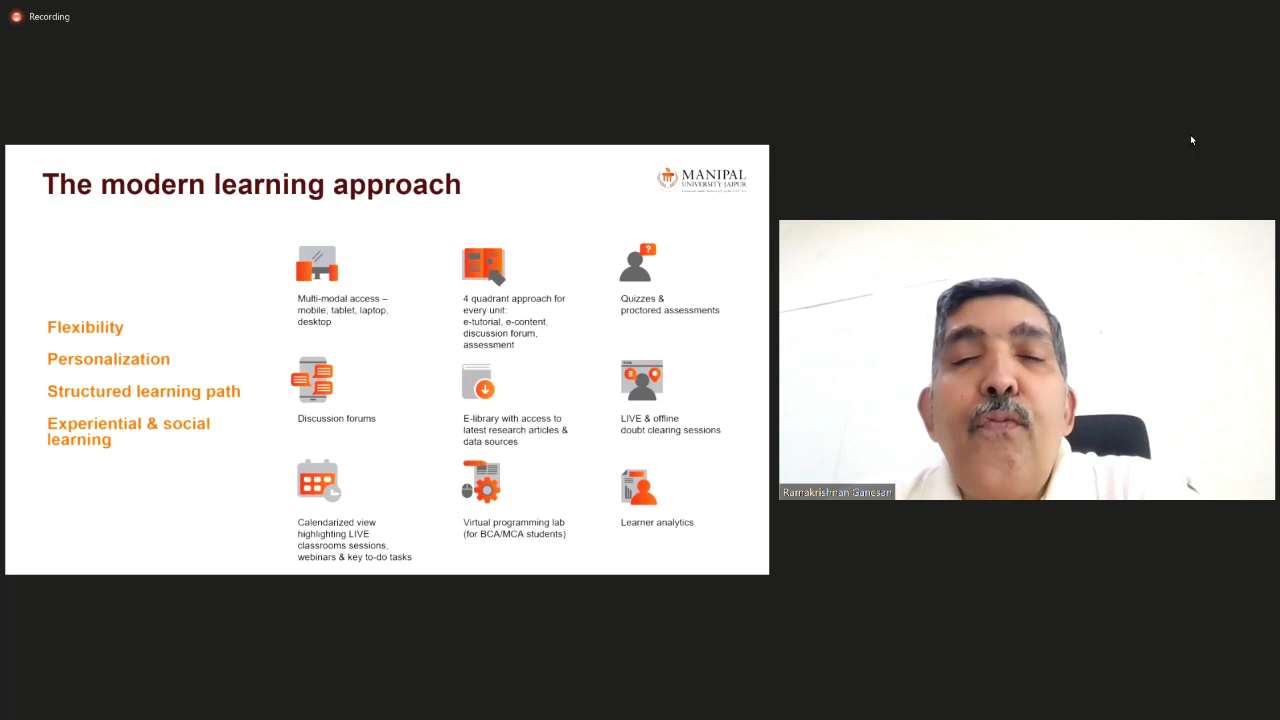 Recording
The modern learning approach
MANIPAL
UNIVERSITY JAIPUR
Flexibility
Personalization
Structured learning path
Experiential & social
learning
Multi-modal access –
mobile, tablet, laptop,
desktop
4 quadrant approach for
every unit:
e-tutorial, e-content,
discussion forum,
assessment
?
Quizzes &
proctored assessments
Discussion forums
E-library with access to
latest research articles &
data sources
LIVE & offline
doubt clearing sessions
Calendarized view
highlighting LIVE
classrooms sessions,
webinars & key to-do tasks
Virtual programming lab
(for BCA/MCA students)
Learner analytics
Ramakrishnan Ganesan